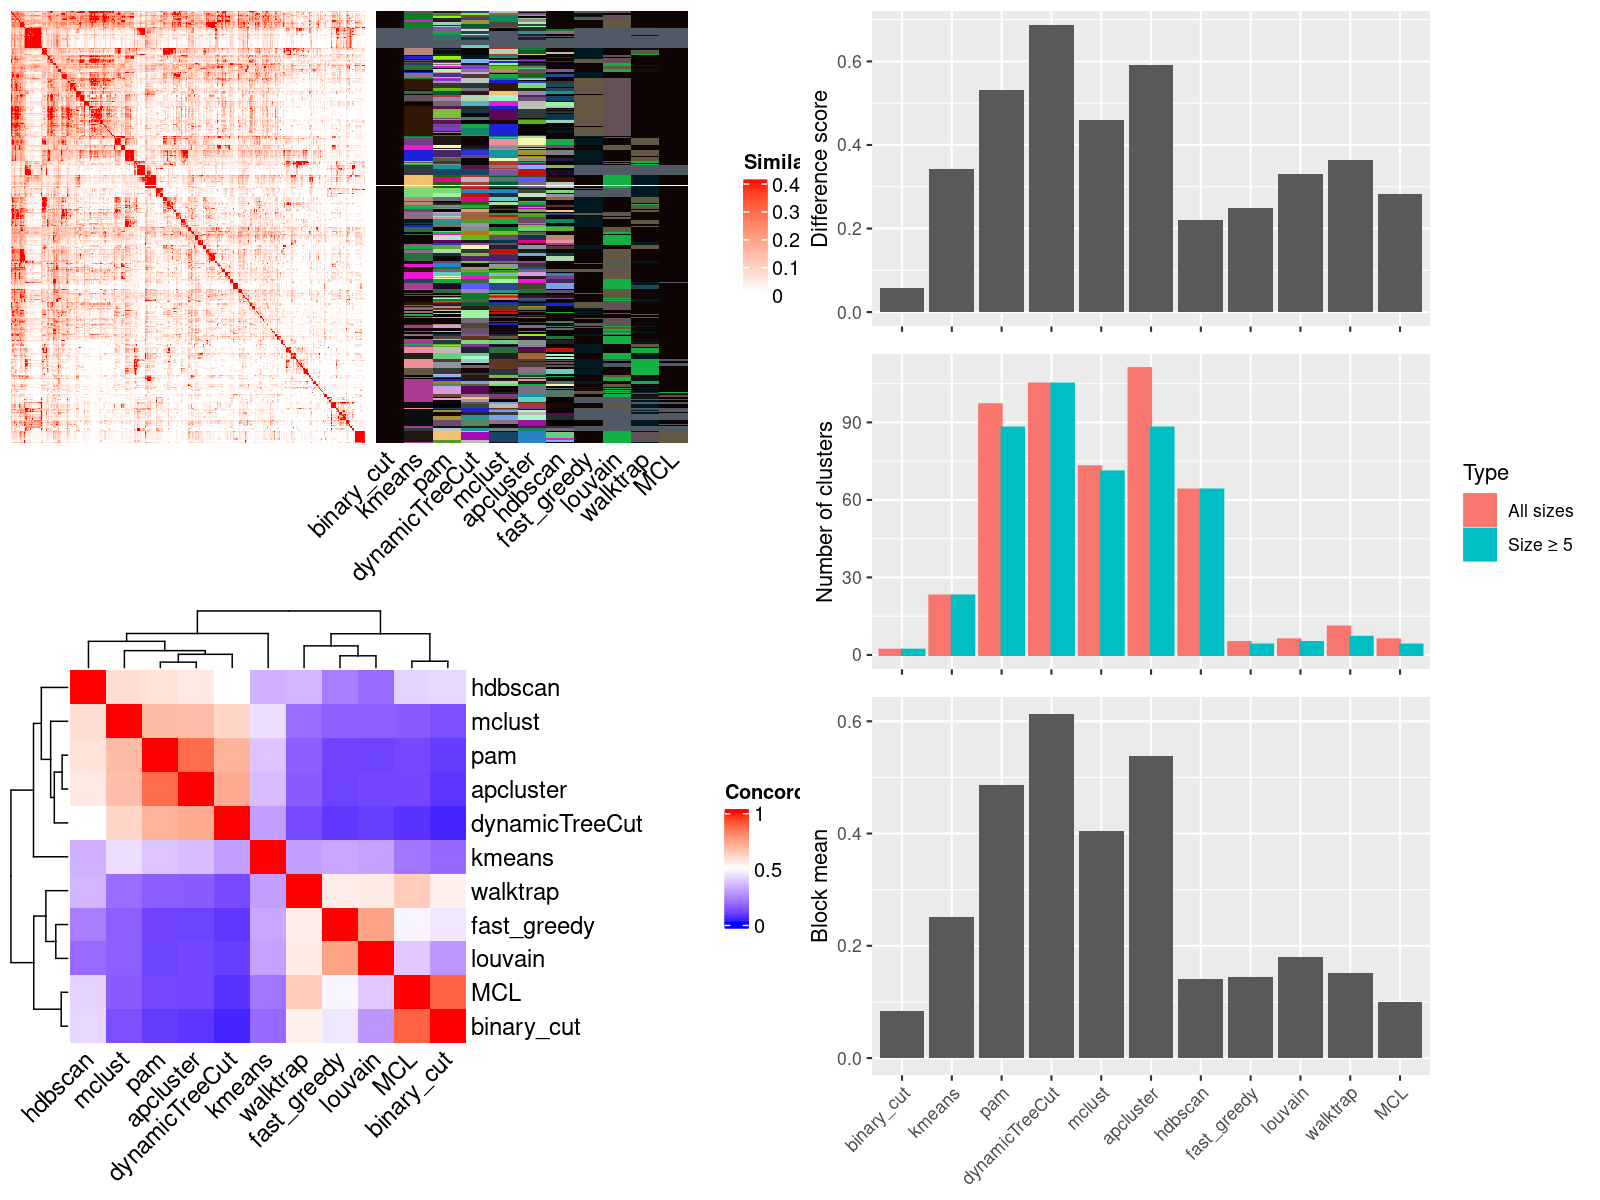 Simila
0.4
0.3
0.2
0.1
0
binary_cut
kmeans
pam
dynamicTreeCut
mclust
apcluster
hdbscan
fast_greedy
louvain
walktrap
MCL
Difference score
0.6
0.4
0.2
0.0
Number of clusters
90
60
30
0
Type
All sizes
Size ≥ 5
hdbscan
mclust
pam
apcluster
dynamicTreeCut
kmeans
walktrap
fast_greedy
louvain
MCL
binary_cut
hdbscan
mclust
pam
apcluster
dynamicTreeCut
kmeans
walktrap
fast_greedy
louvain
MCL
binary_cut
Concord
1
0.5
0
Block mean
0.6
0.4
0.2
0.0
binary_cut
kmeans
pam
dynamicTreeCut
mclust
apcluster
hdbscan
fast_greedy
louvain
walktrap
MCL